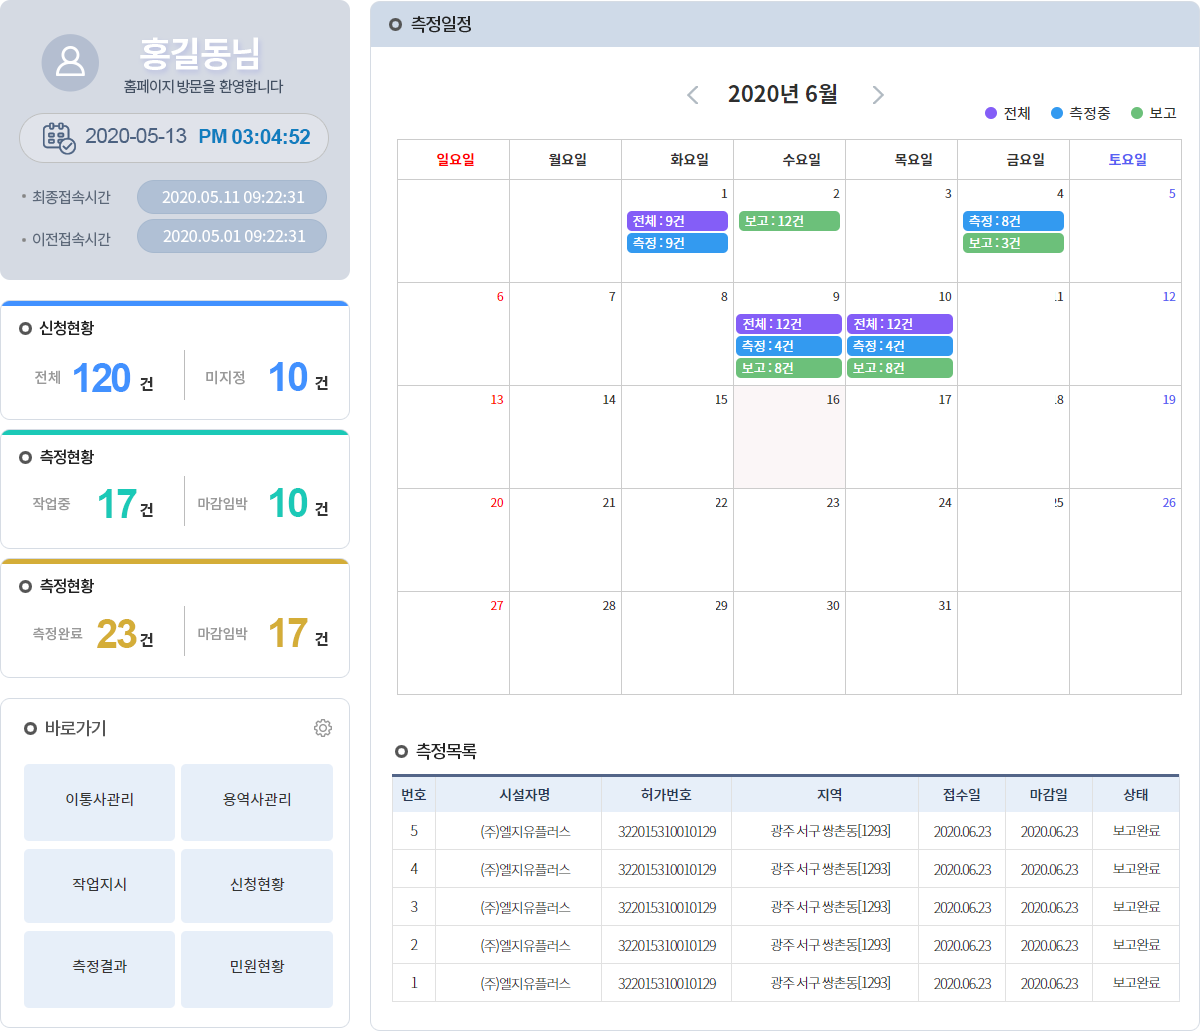 홍길동님
홈페이지 방문을 환영합니다
2020-05-13 PM 03:04:52
• 최종접속시간 2020.05.11 09:22:31
• 이전접속시간 2020.05.01 09:22:31
신청현황
전체 120 건 미지정 10 건
측정현황
작업중 17 건 마감임박 10 건
측정현황
측정완료 23 건 마감임박 17 건
바로가기
이통사관리 용역사관리
작업지시 신청현황
측정결과 민원현황
측정일정
2020년 6월
전체 측정중 보고
일요일 월요일 화요일 수요일 목요일 금요일 토요일
1 2 3 4 5
전체 : 9건 보고 : 12건 측정 : 8건
측정 : 9건 보고 : 3건
6 7 8 9 10 .1 12
전체 : 12건 전체 : 12건
측정 : 4건 측정 : 4건
보고 : 8건 보고 : 8건
13 14 15 16 17 .8 19
20 21 22 23 24 25 26
27 28 29 30 31
측정목록
번호 시설자명 허가번호 지역 접수일 마감일 상태
5 (주)엘지유플러스 322015310010129 광주 서구 쌍촌동[1293] 2020.06.23 2020.06.23 보고완료
4 (주)엘지유플러스 322015310010129 광주 서구 쌍촌동[1293] 2020.06.23 2020.06.23 보고완료
3 (주)엘지유플러스 322015310010129 광주 서구 쌍촌동[1293] 2020.06.23 2020.06.23 보고완료
2 (주)엘지유플러스 322015310010129 광주 서구 쌍촌동[1293] 2020.06.23 2020.06.23 보고완료
1 (주)엘지유플러스 322015310010129 광주 서구 쌍촌동[1293] 2020.06.23 2020.06.23 보고완료